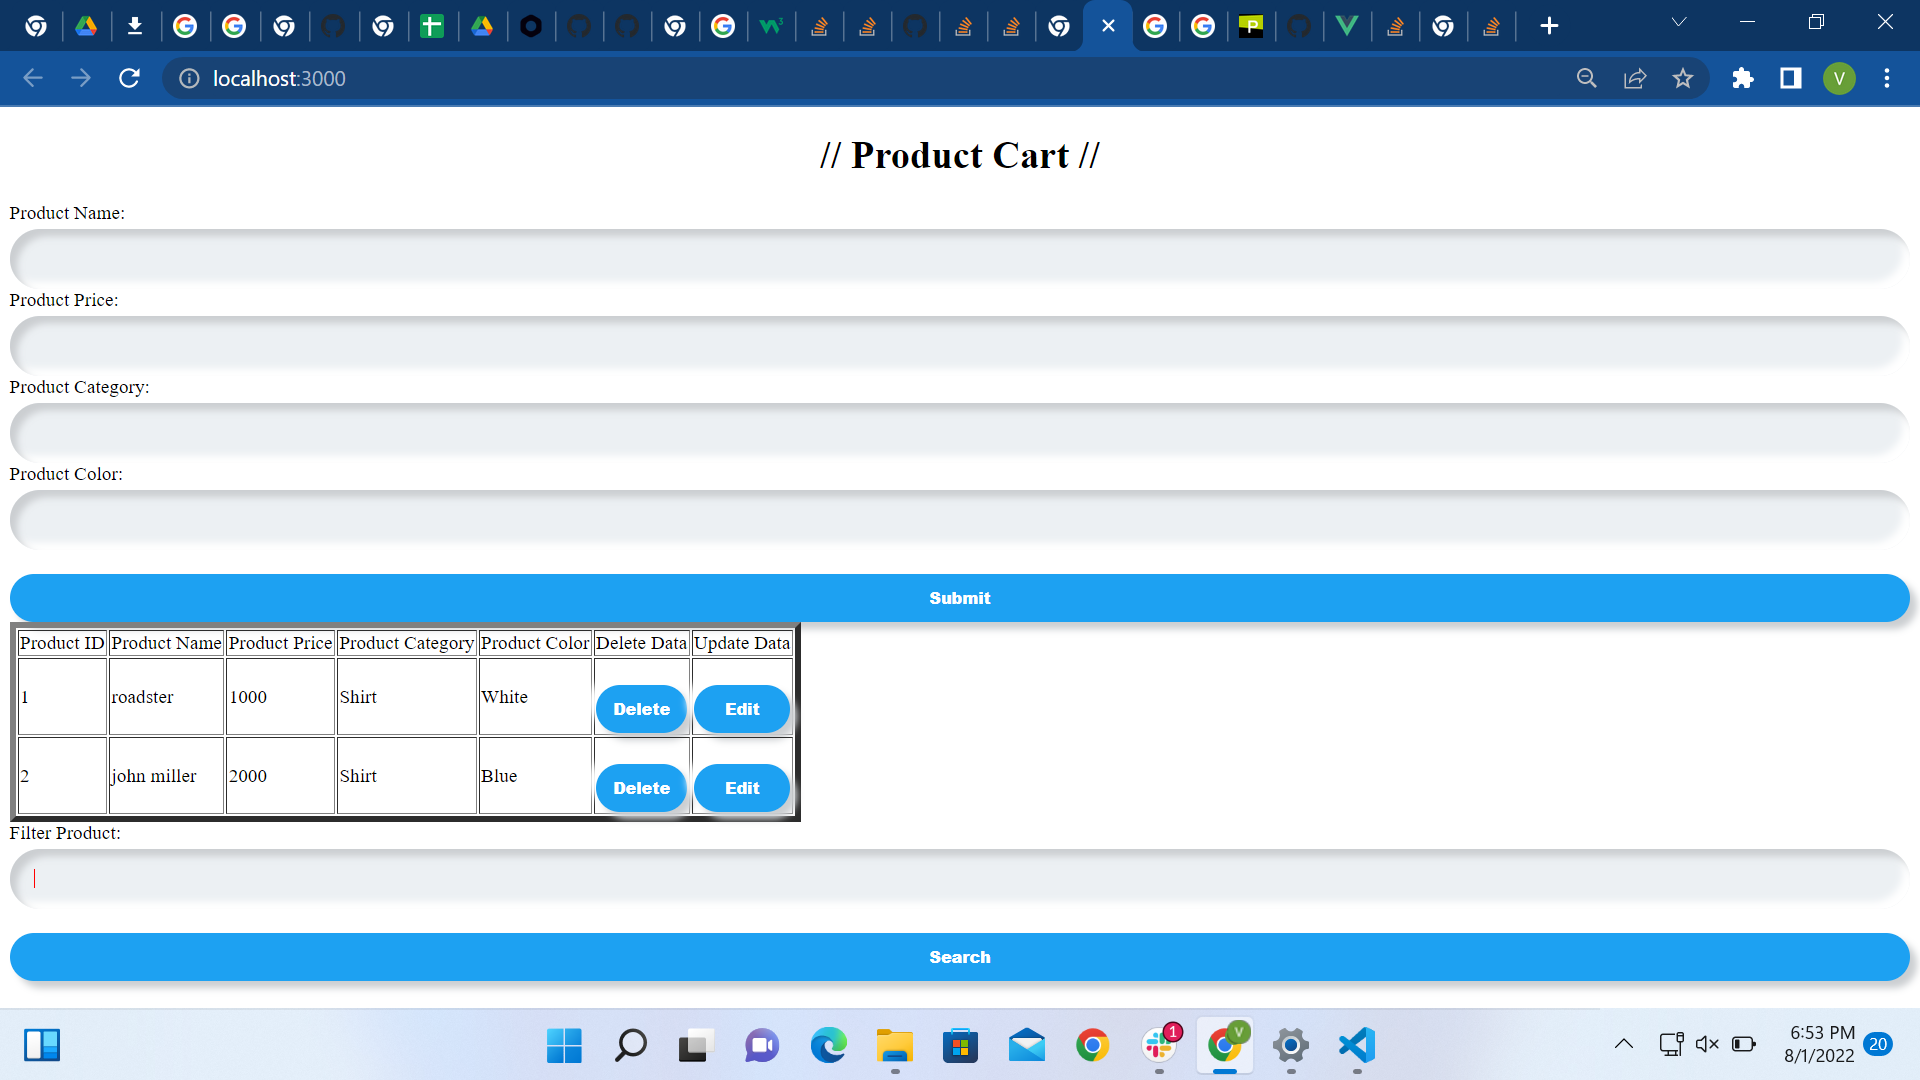 localhost:3000
V
// Product Cart //
Product Name:
Product Price:
Product Category:
Product Color:
Submit
Product ID Product Name Product Price Product Category Product Color Delete Data Update Data
1 roadster 1000 Shirt White Delete Edit
2 john miller 2000 Shirt Blue Delete Edit
Filter Product:
Search
1
V
6:53 PM
8/1/2022
20